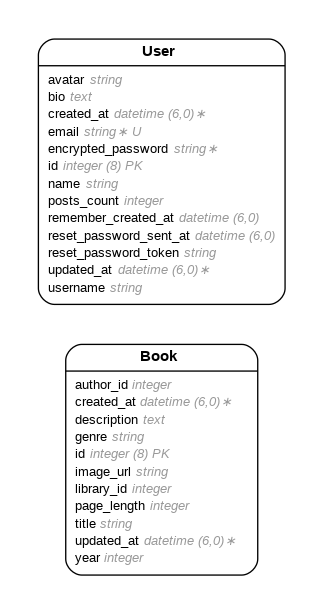 User
avatar string
bio text
created_at datetime (6,0)∗
email string∗ U
encrypted_password string∗
id integer (8) PK
name string
posts_count integer
remember_created_at datetime (6,0)
reset_password_sent_at datetime (6,0)
reset_password_token string
updated_at datetime (6,0)∗
username string
Book
author_id integer
created_at datetime (6,0)∗
description text
genre string
id integer (8) PK
image_url string
library_id integer
page_length integer
title string
updated_at datetime (6,0)∗
year integer